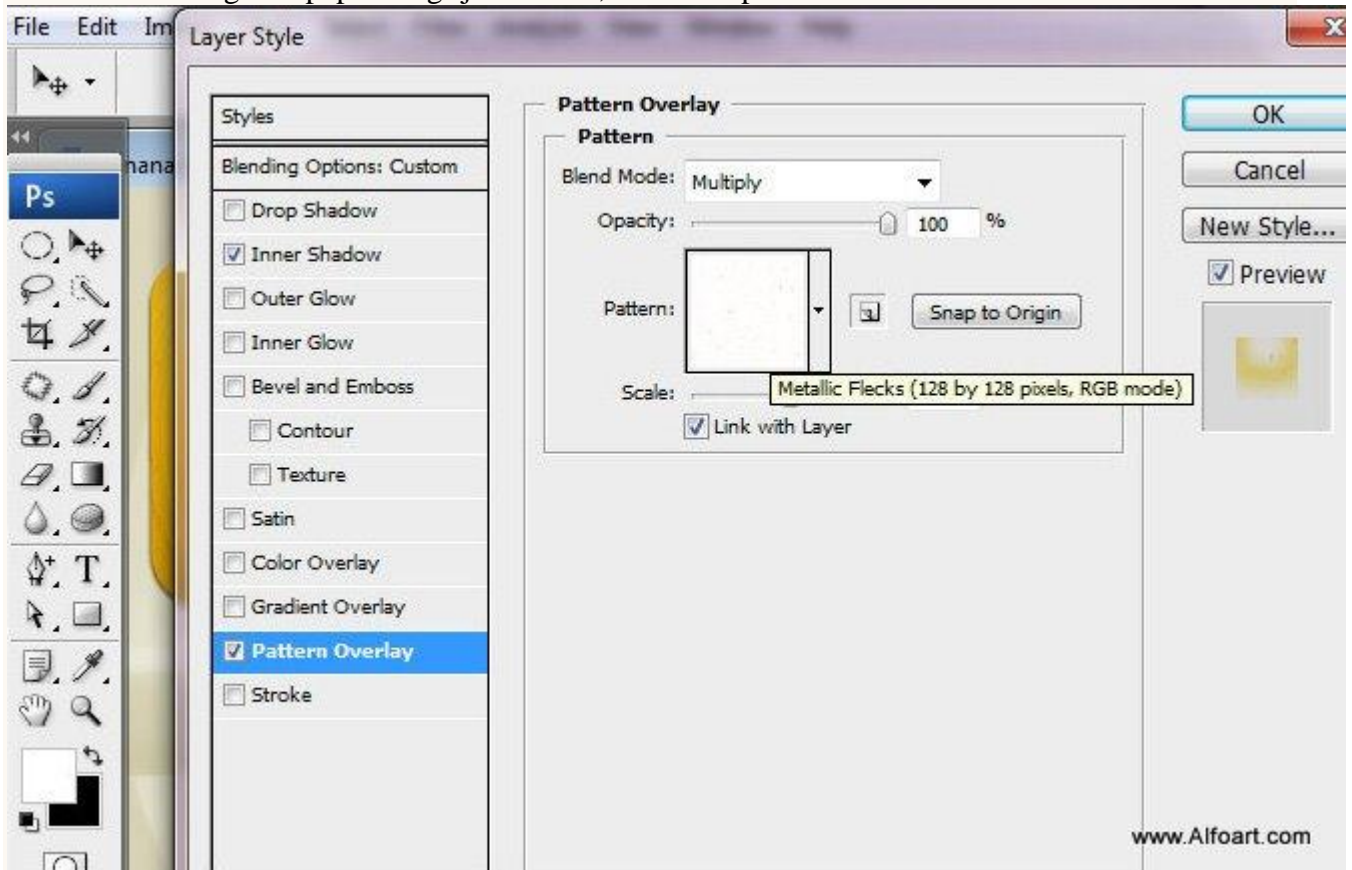 File Edit Im
Layer Style
Ps
hana
Styles
Blending Options: Custom
Drop Shadow
Inner Shadow
Outer Glow
Inner Glow
Bevel and Emboss
Contour
Texture
Satin
Color Overlay
Gradient Overlay
Pattern Overlay
Stroke
Pattern Overlay
Pattern
Blend Mode: Multiply
Opacity: 100 %
Pattern:
Snap to Origin
Metallic Flecks (128 by 128 pixels, RGB mode)
Scale:
Link with Layer
OK
Cancel
New Style...
Preview
www.Alfoart.com